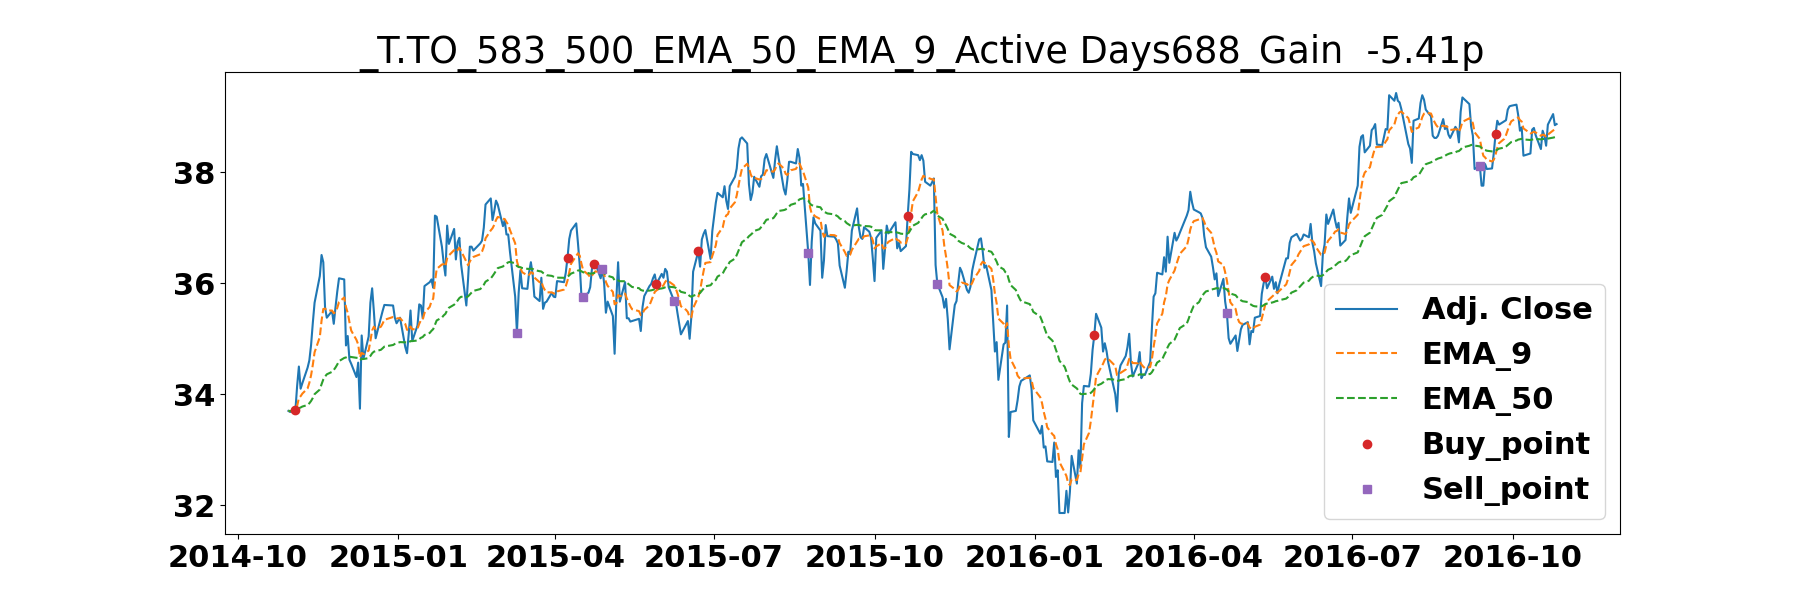 _T.TO_583_500_EMA_50_EMA_9_Active Days688_Gain  -5.41p
38
36
34
32
2014-10 2015-01 2015-04 2015-07 2015-10 2016-01 2016-04 2016-07 2016-10
Adj. Close
EMA_9
EMA_50
Buy_point
Sell_point